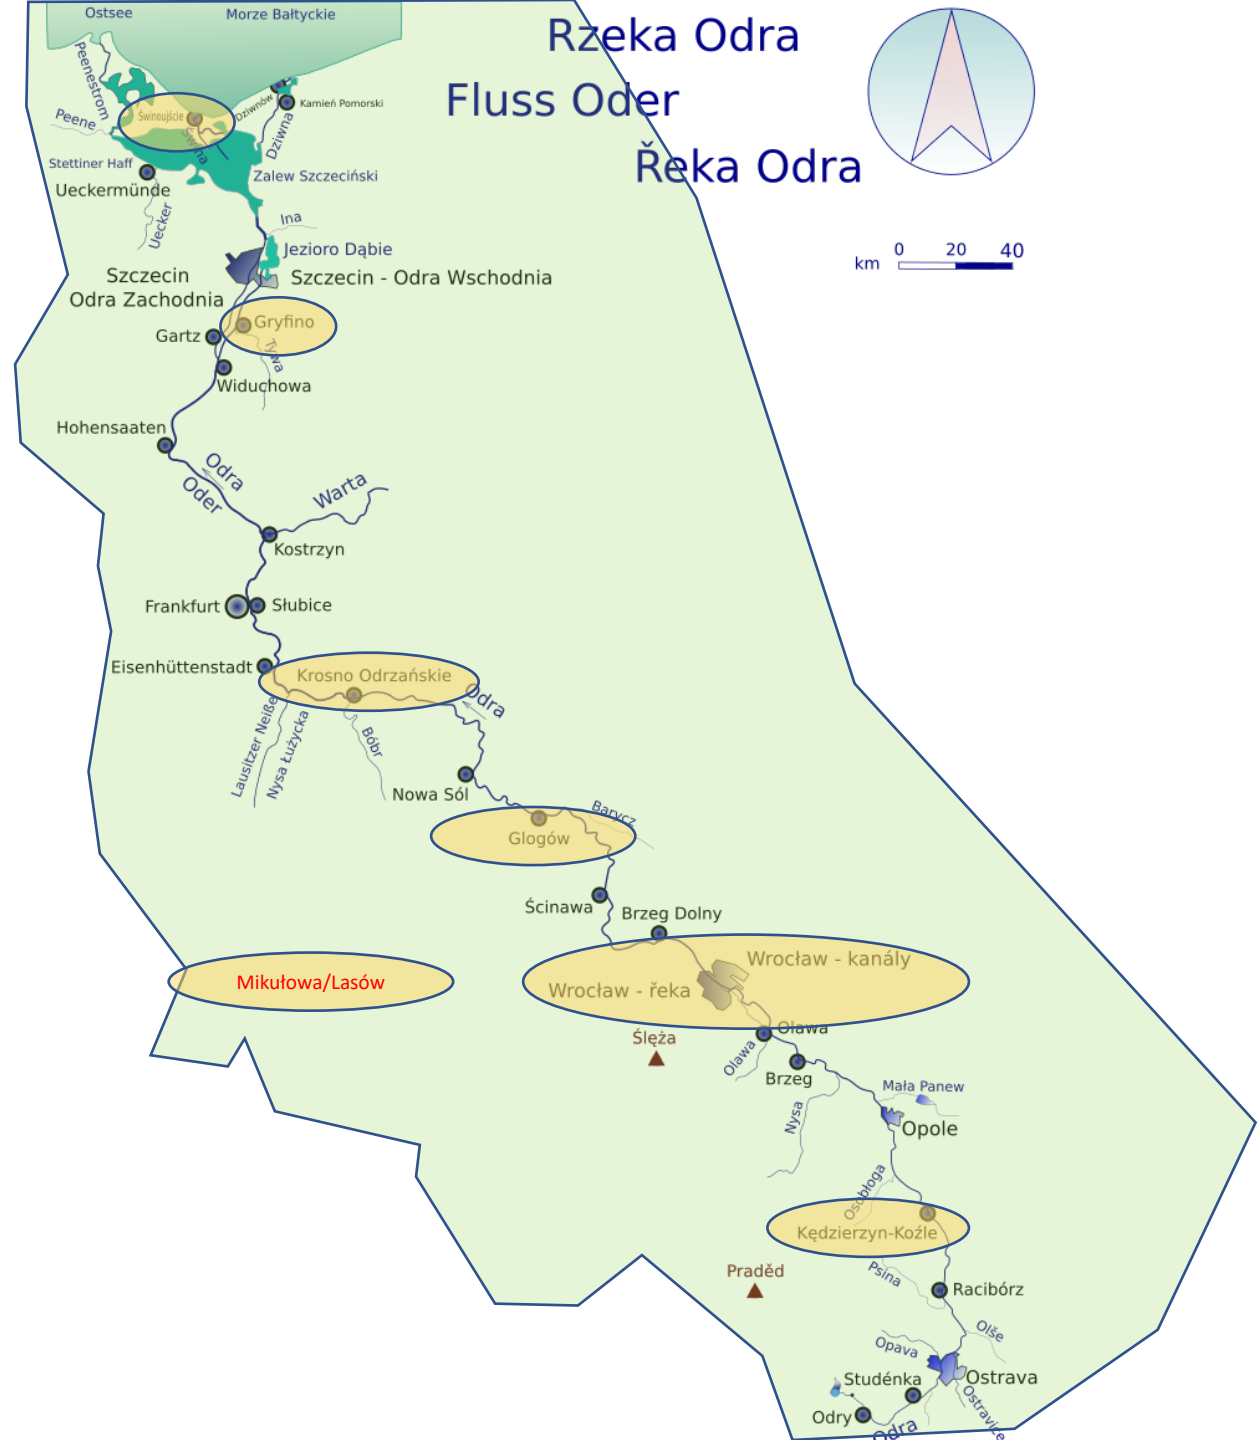 Ostsee
Morze Bałtyckie
Rzeka Odra
Fluss Oder
Řeka Odra
Peenestrom
Peene
Świnoujście
Świna
Dziwnów
Kamień Pomorski
Dziwna
Stettiner Haff
Zalew Szczeciński
Ueckermünde
Uecker
Ina
km
0
20
40
Jezioro Dąbie
Szczecin
Odra Zachodnia
Szczecin - Odra Wschodnia
Gryfino
Gartz
Tywa
Widuchowa
Hohensaaten
Odra
Oder
Warta
Kostrzyn
Frankfurt
Słubice
Eisenhüttenstadt
Krosno Odrzańskie
Odra
Lausitzer Neiße
Nysa Łużycka
Bóbr
Nowa Sól
Barycz
Glogów
Ścinawa
Brzeg Dolny
Wrocław - kanály
Wrocław - řeka
Mikułowa/Lasów
Olawa
Ślęża
Olawa
Brzeg
Mała Panew
Nysa
Opole
Osobłoga
Kędzierzyn-Koźle
Praděd
Psina
Racibórz
Olše
Opava
Studénka
Ostrava
Ostravice
Odry
Odra